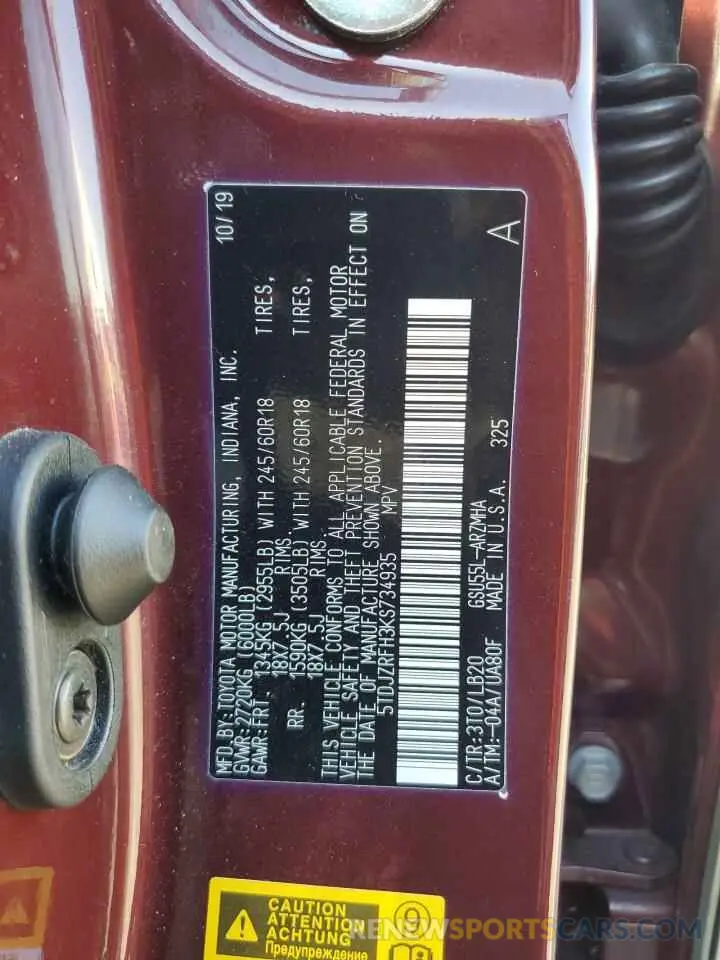 MFD. BY:TOYOTA MOTOR MANUFACTURING, INDIANA, INC. 10/19
GVWR:2720KG (6000LB)
GAWR:FRT. 1345KG (2955LB) WITH 245/60R18 TIRES,
18X7.5J RIMS
RR. 1590KG (3505LB) WITH 245/60R18 TIRES,
18X7.5J RIMS
THIS VEHICLE CONFORMS TO ALL APPLICABLE FEDERAL MOTOR
VEHICLE SAFETY AND THEFT PREVENTION STANDARDS IN EFFECT ON
THE DATE OF MANUFACTURE SHOWN ABOVE.
5TDJZRFH3KS734935 MPV
C/TR:3T0/LB20 GSU55L-ARZMHA
A/TM:-04A/UA80F MADE IN U.S.A. 325 A
CAUTION
ATTENTION
ACHTUNG
Предупреждение
RENEWSPORTSCARS.COM